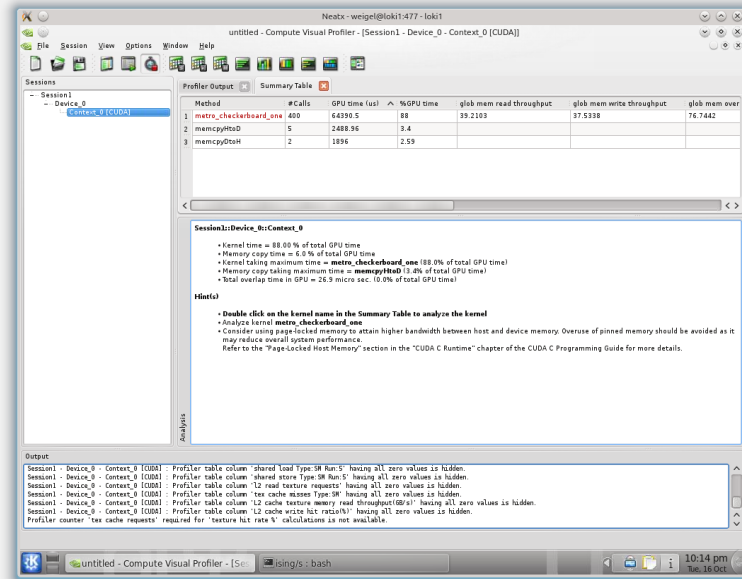 Neatx - weigel@loki1:477 - loki1
untitled - Compute Visual Profiler - [Session1 - Device_0 - Context_0 [CUDA]]
File Session View Options Window Help
Sessions
Session1
Device_0
Context_0 [CUDA]
Profiler Output Summary Table
Method #Calls GPU time (us) %GPU time glob mem read throughput glob mem write throughput glob mem over
1 metro_checkerboard_one 400 64390.5 88 39.2103 37.5338 76.7442
2 memcpyHtoD 5 2488.96 3.4
3 memcpyDtoH 2 1896 2.59
Session1::Device_0::Context_0
• Kernel time = 88.00 % of total GPU time
• Memory copy time = 6.0 % of total GPU time
• Kernel taking maximum time = metro_checkerboard_one (88.0% of total GPU time)
• Memory copy taking maximum time = memcpyHtoD (3.4% of total GPU time)
• Total overlap time in GPU = 26.9 micro sec. (0.0% of total GPU time)
Hint(s)
• Double click on the kernel name in the Summary Table to analyze the kernel
• Analyze kernel metro_checkerboard_one
• Consider using page-locked memory to attain higher bandwidth between host and device memory. Overuse of pinned memory should be avoided as it
may reduce overall system performance.
Refer to the "Page-Locked Host Memory" section in the "CUDA C Runtime" chapter of the CUDA C Programming Guide for more details.
Analysis
Output
Session1 - Device_0 - Context_0 [CUDA] : Profiler table column 'shared load Type:SM Run:5' having all zero values is hidden.
Session1 - Device_0 - Context_0 [CUDA] : Profiler table column 'shared store Type:SM Run:5' having all zero values is hidden.
Session1 - Device_0 - Context_0 [CUDA] : Profiler table column 'l2 read texture requests' having all zero values is hidden.
Session1 - Device_0 - Context_0 [CUDA] : Profiler table column 'tex cache misses Type:SM' having all zero values is hidden.
Session1 - Device_0 - Context_0 [CUDA] : Profiler table column 'L2 cache texture memory read throughput(GB/s)' having all zero values is hidden.
Session1 - Device_0 - Context_0 [CUDA] : Profiler table column 'L2 cache write hit ratio(%)' having all zero values is hidden.
Profiler counter 'tex cache requests' required for 'texture hit rate %' calculations is not available.
untitled - Compute Visual Profiler - [Ses ising/s : bash 10:14 pm
Tue, 16 Oct